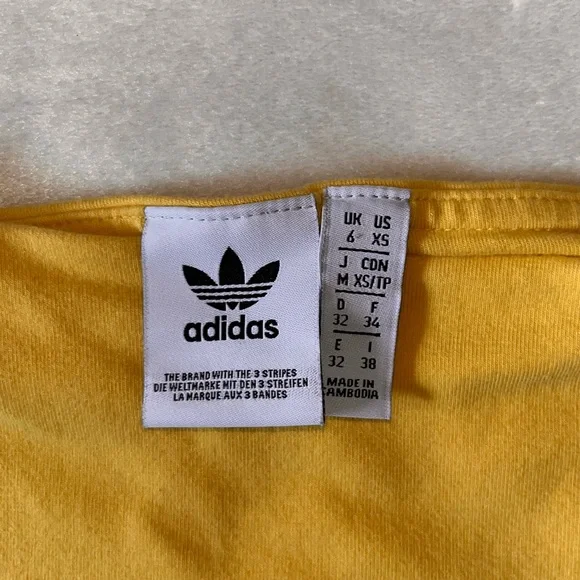 adidas
THE BRAND WITH THE 3 STRIPES
DIE WELTMARKE MIT DEN 3 STREIFEN
LA MARQUE AUX 3 BANDES
UK US
6 XS
J CDN
M XS/TP
D F
32 34
E I
32 38
MADE IN
CAMBODIA